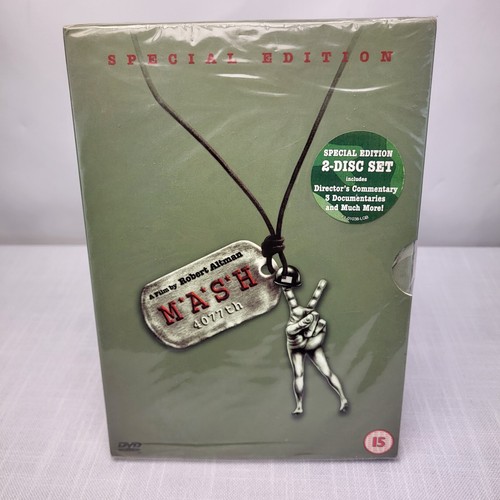 SPECIAL EDITION
SPECIAL EDITION
2-DISC SET
includes
Director's Commentary
3 Documentaries
and Much More!
A Film by Robert Altman
M*A*S*H
4077th
DVD
15